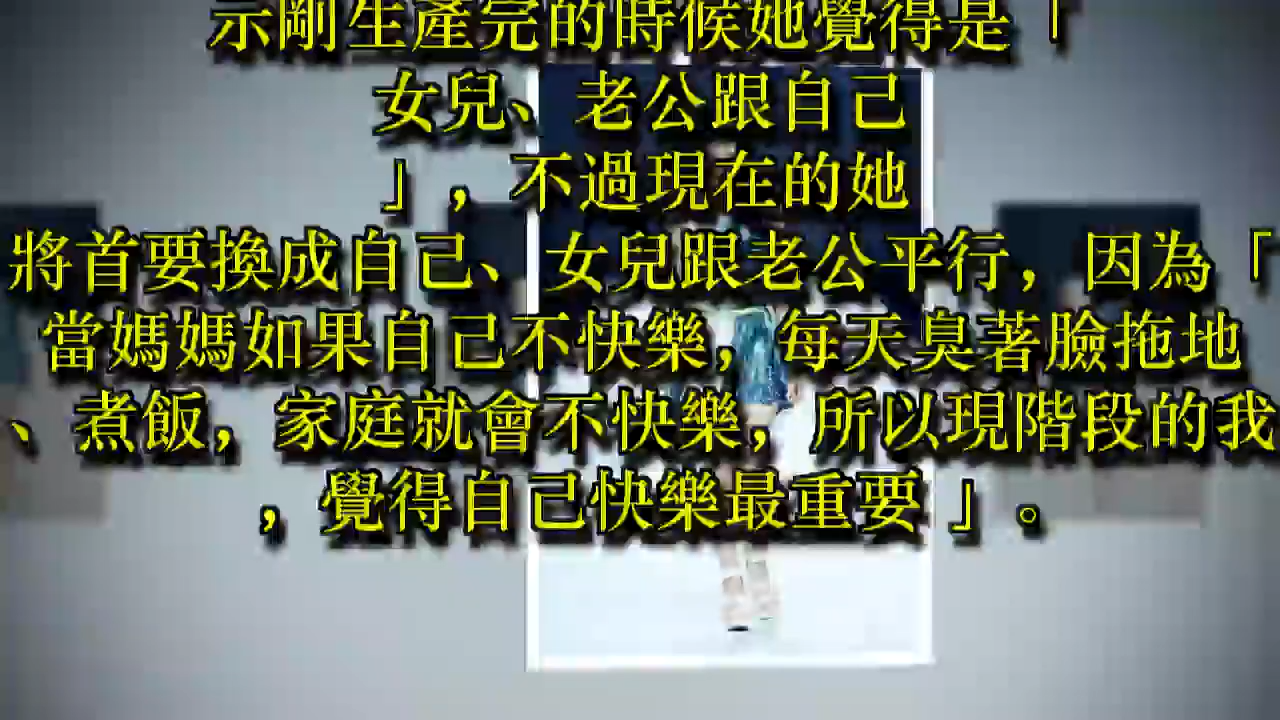 示剛生產完的時候她覺得是「
女兒、老公跟自己
」，不過現在的她
將首要換成自己、女兒跟老公平行，因為「
當媽媽如果自己不快樂，每天臭著臉拖地
、煮飯，家庭就會不快樂，所以現階段的我
，覺得自己快樂最重要 」。